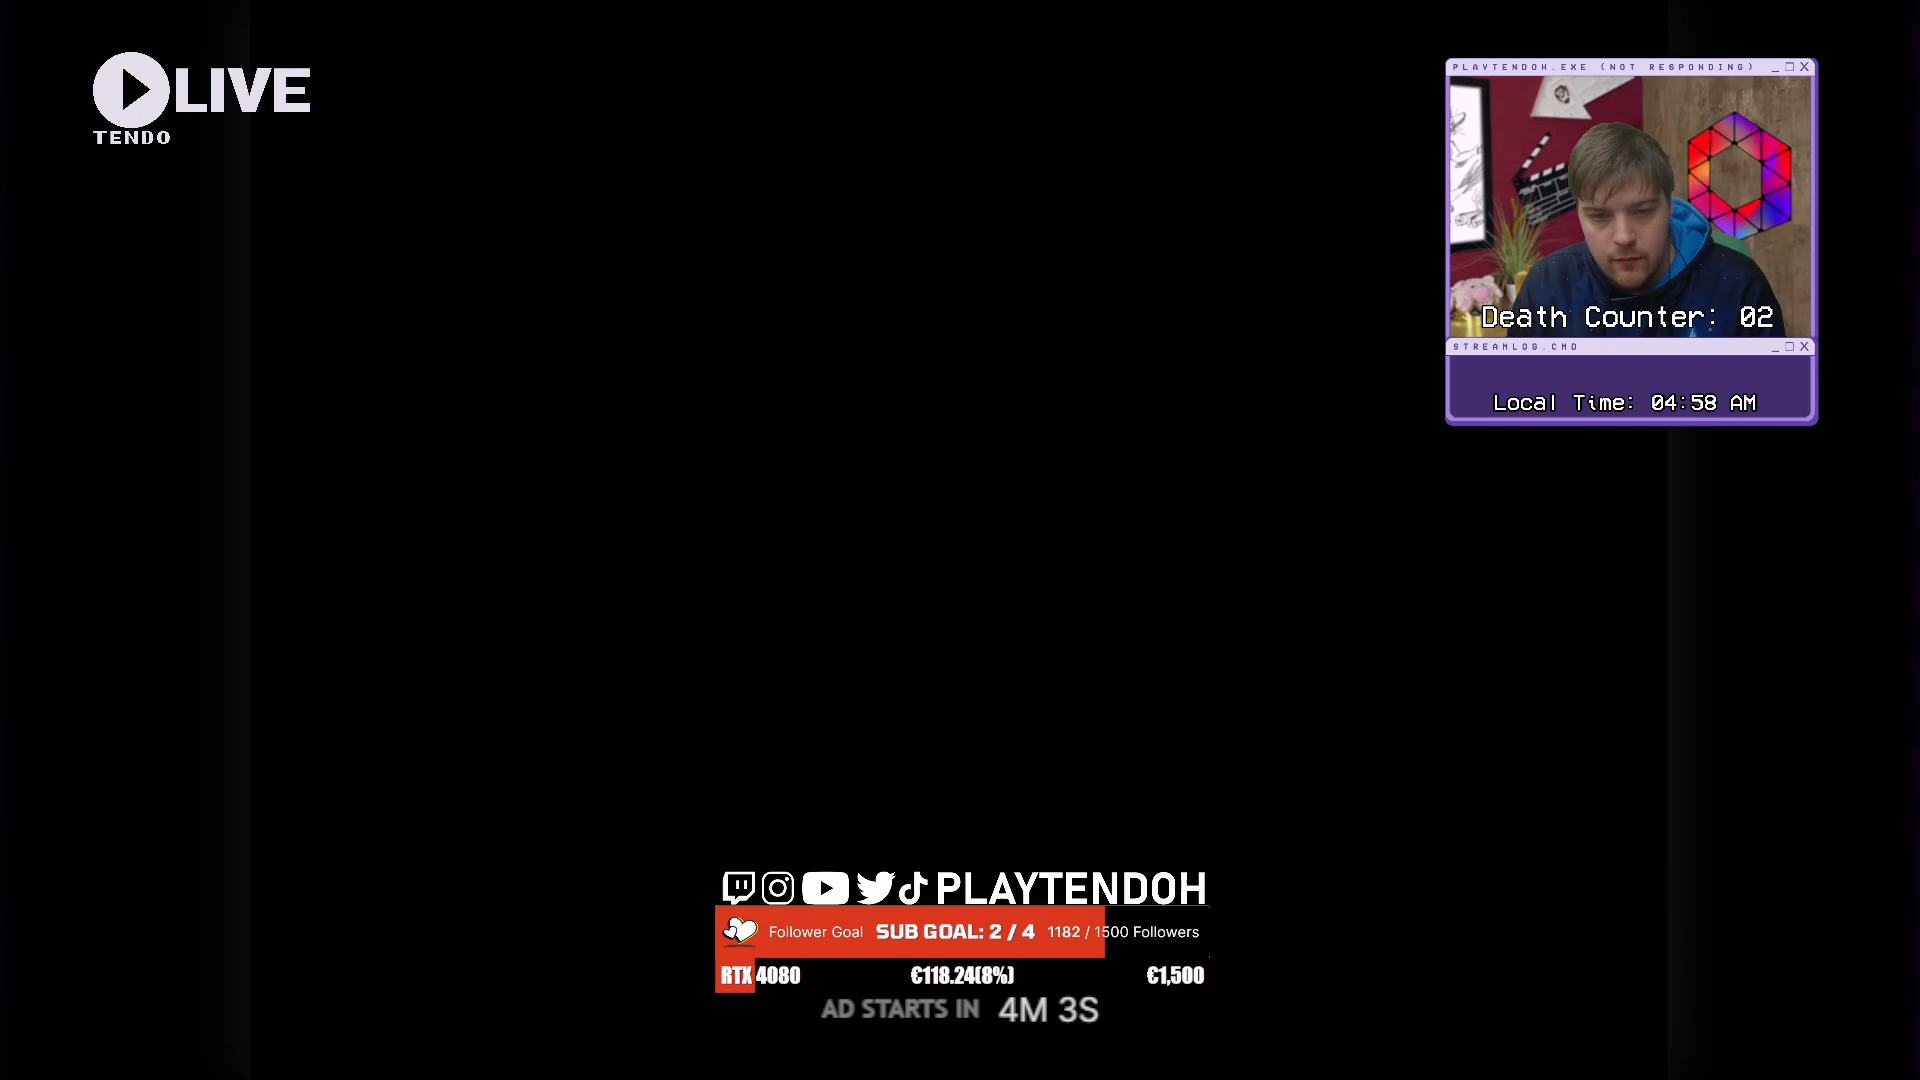 LIVE
TENDO
PLAYTENDOH.EXE (NOT RESPONDING) _ □ X
Death Counter: 02
STREAMLOG.CMD _ □ X
Local Time: 04:58 AM
PLAYTENDOH
Follower Goal SUB GOAL: 2 / 4 1182 / 1500 Followers
RTX 4080 €118.24(8%) €1,500
AD STARTS IN 4M 3S